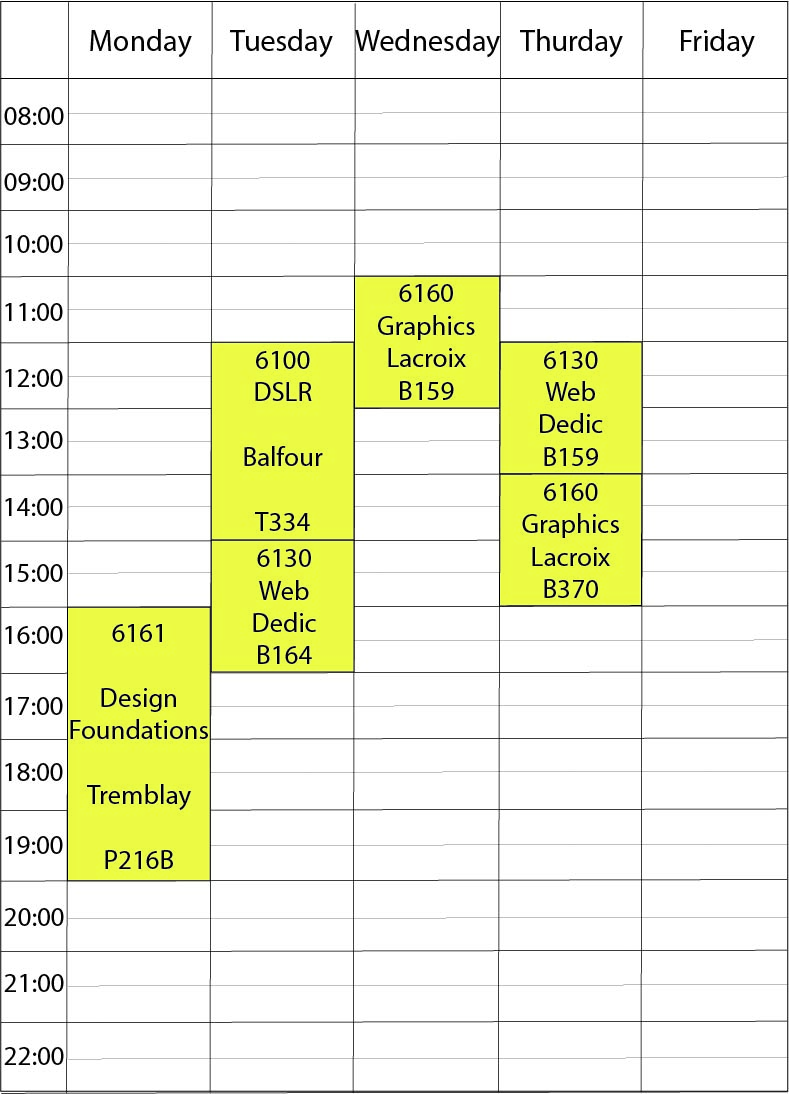 Monday Tuesday Wednesday Thurday Friday
08:00
09:00
10:00
11:00
12:00
13:00
14:00
15:00
16:00
17:00
18:00
19:00
20:00
21:00
22:00
6161
Design
Foundations
Tremblay
P216B
6100
DSLR
Balfour
T334
6130
Web
Dedic
B164
6160
Graphics
Lacroix
B159
6130
Web
Dedic
B159
6160
Graphics
Lacroix
B370